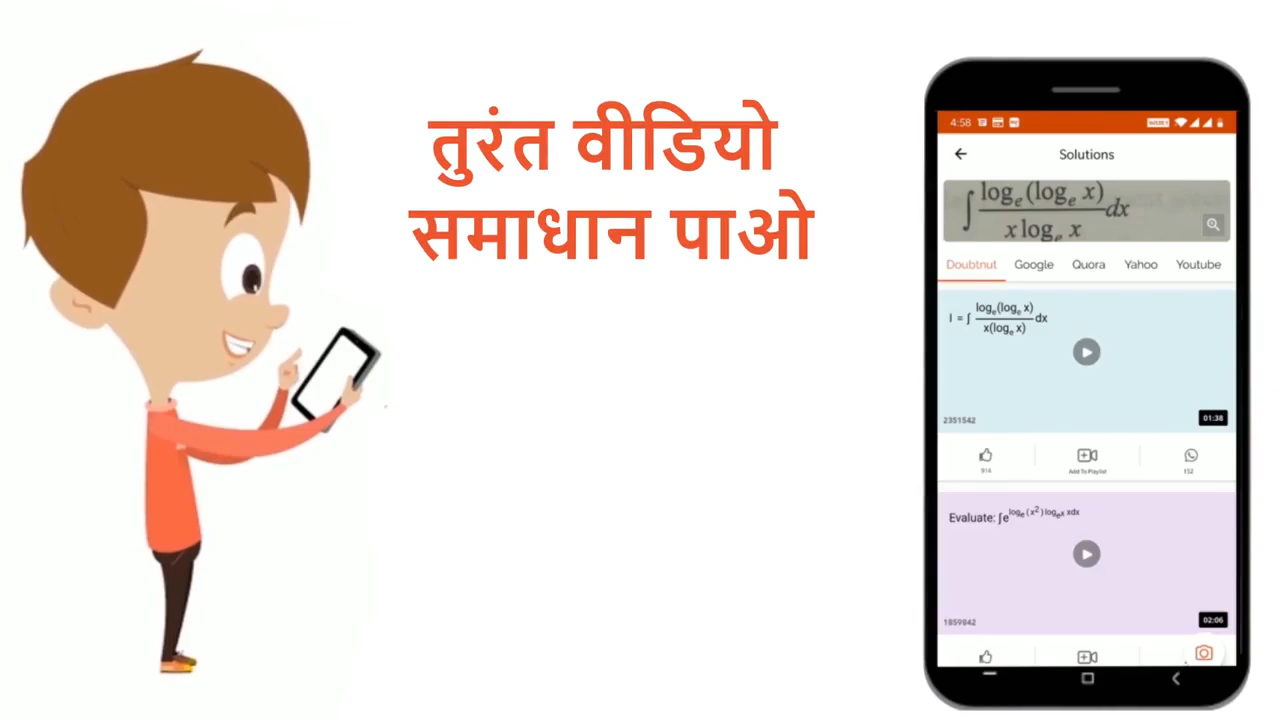 तुरंत वीडियो
समाधान पाओ
4:58
Solutions
∫ logₑ(logₑ x) / x logₑ x dx
Doubtnut Google Quora Yahoo Youtube
I = ∫ logₑ(logₑ x) / x(logₑ x) dx
2351542
01:38
914
Add To Playlist
152
Evaluate: ∫e^logₑ(x²) logₑx xdx
1859842
02:06